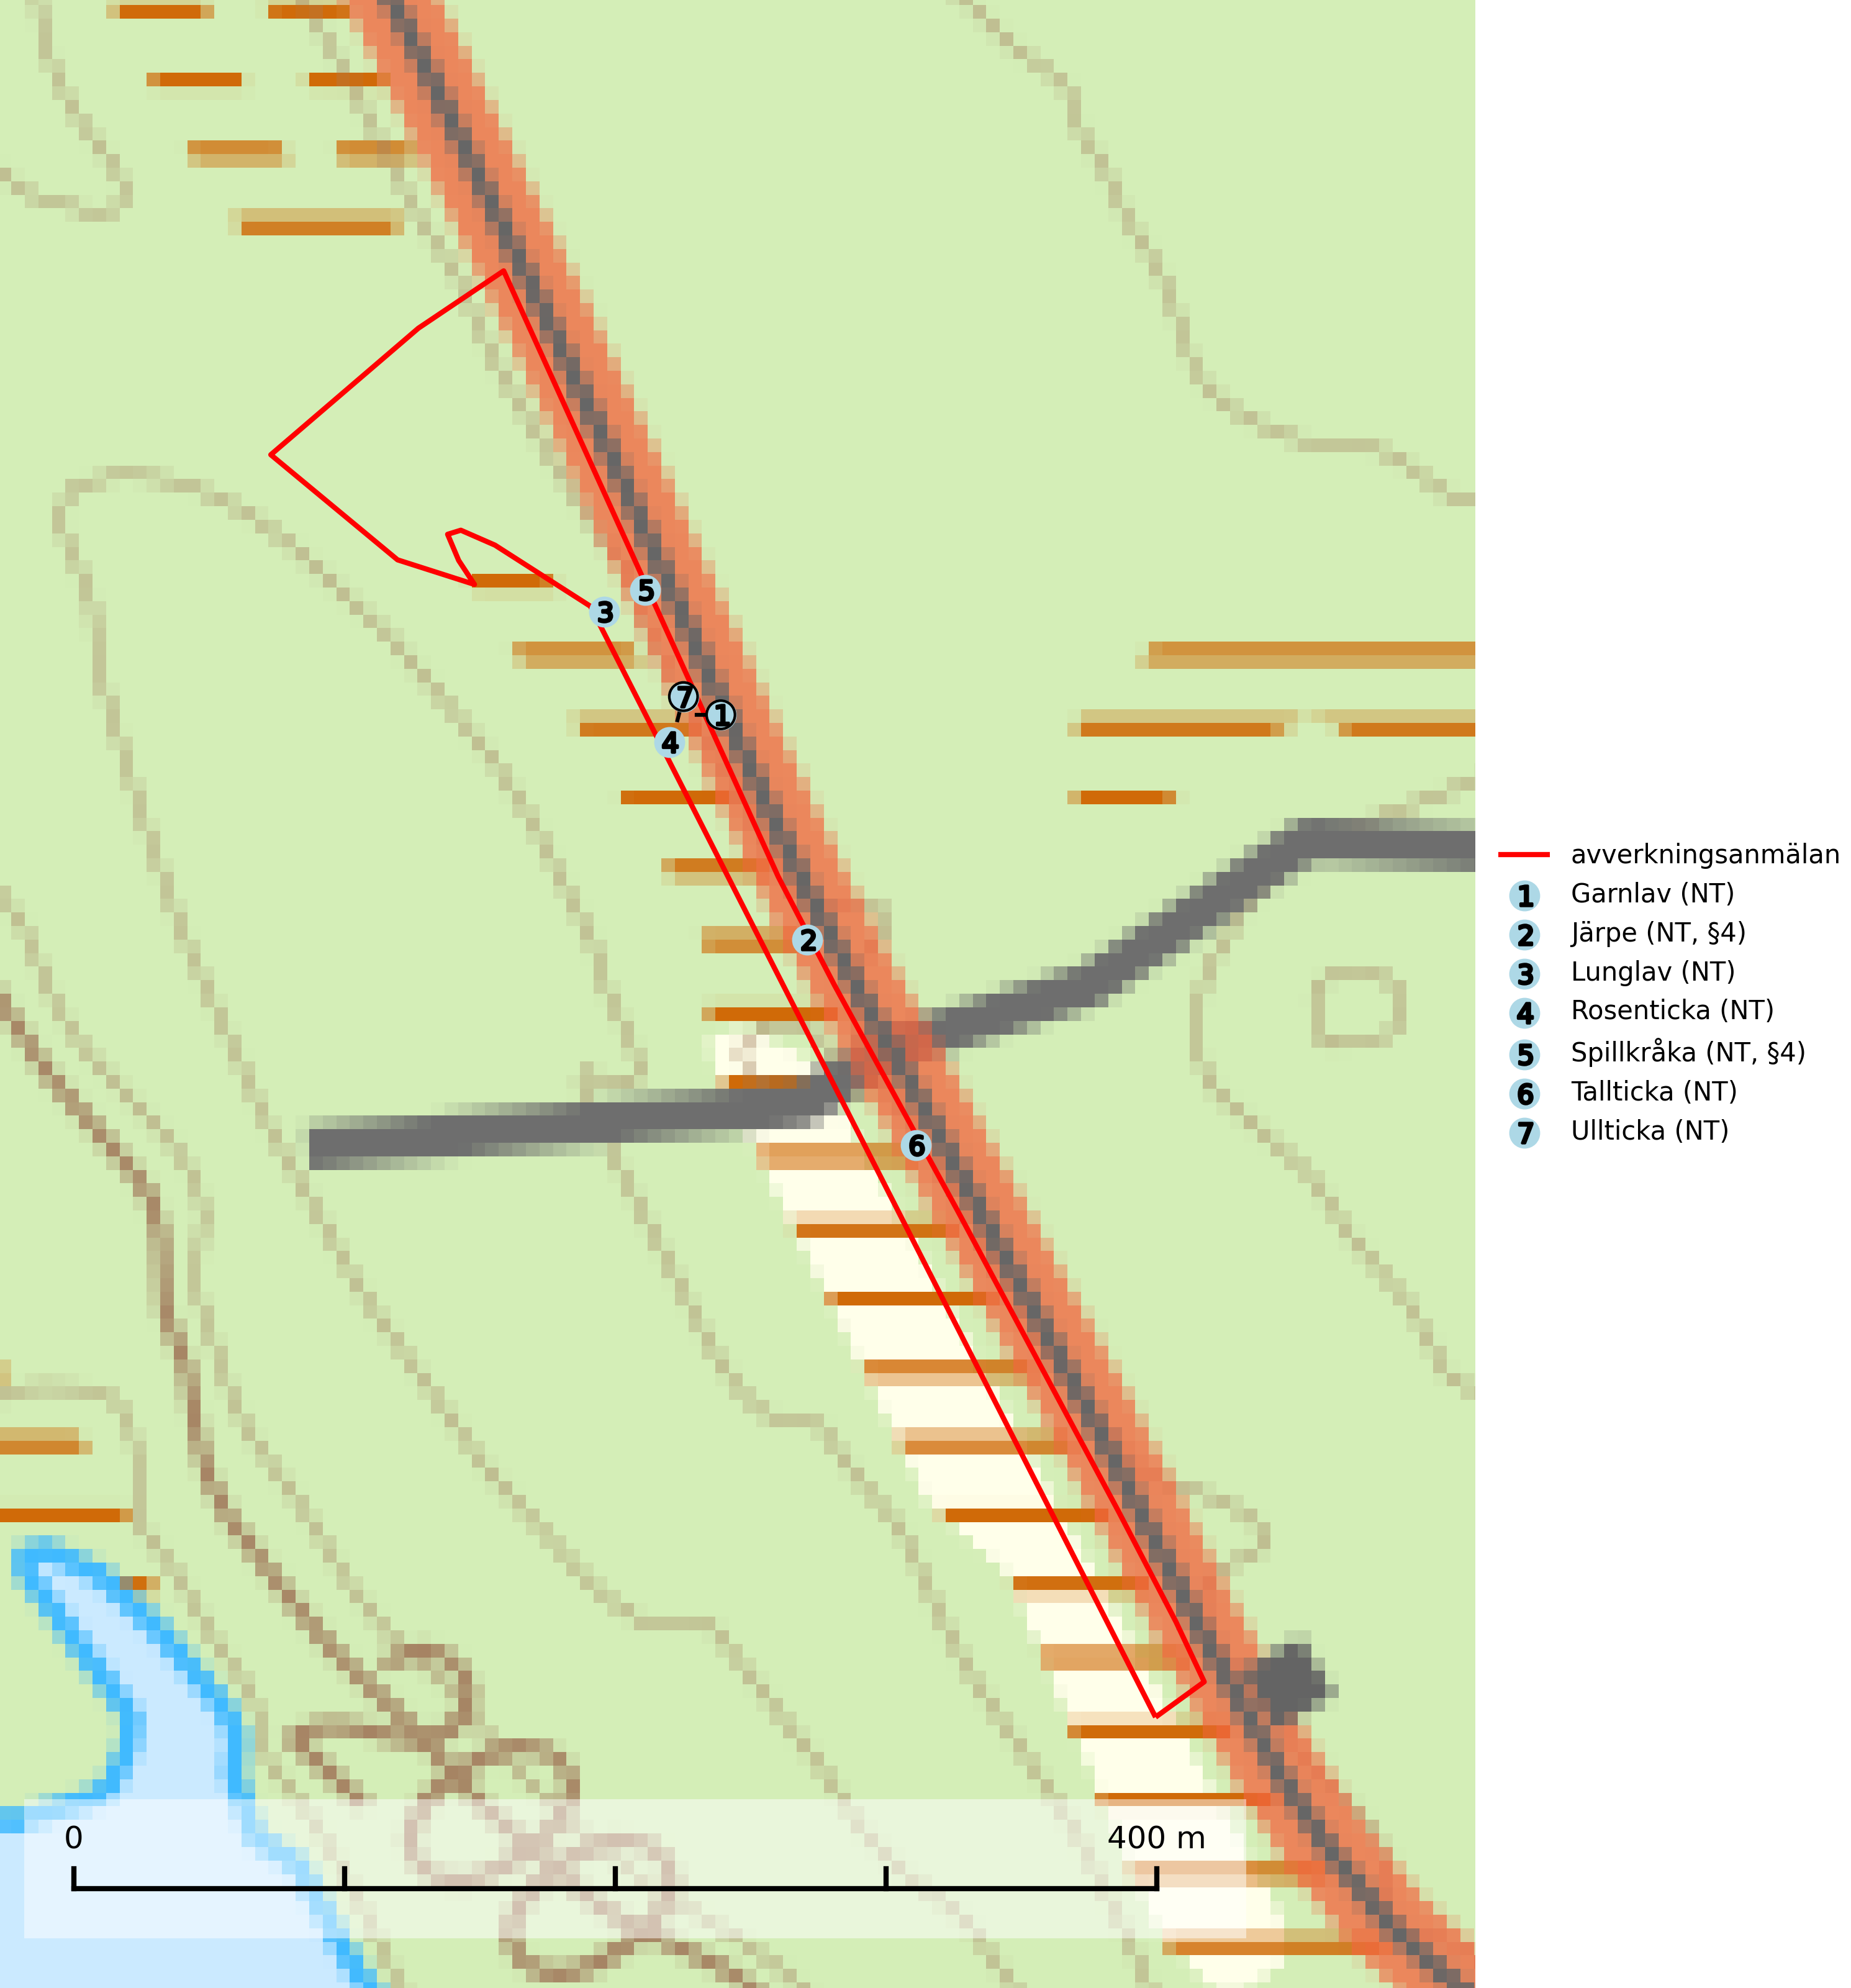 5
3
7
1
4
2
6
avverkningsanmälan
1 Garnlav (NT)
2 Järpe (NT, §4)
3 Lunglav (NT)
4 Rosenticka (NT)
5 Spillkråka (NT, §4)
6 Tallticka (NT)
7 Ullticka (NT)
0 400 m